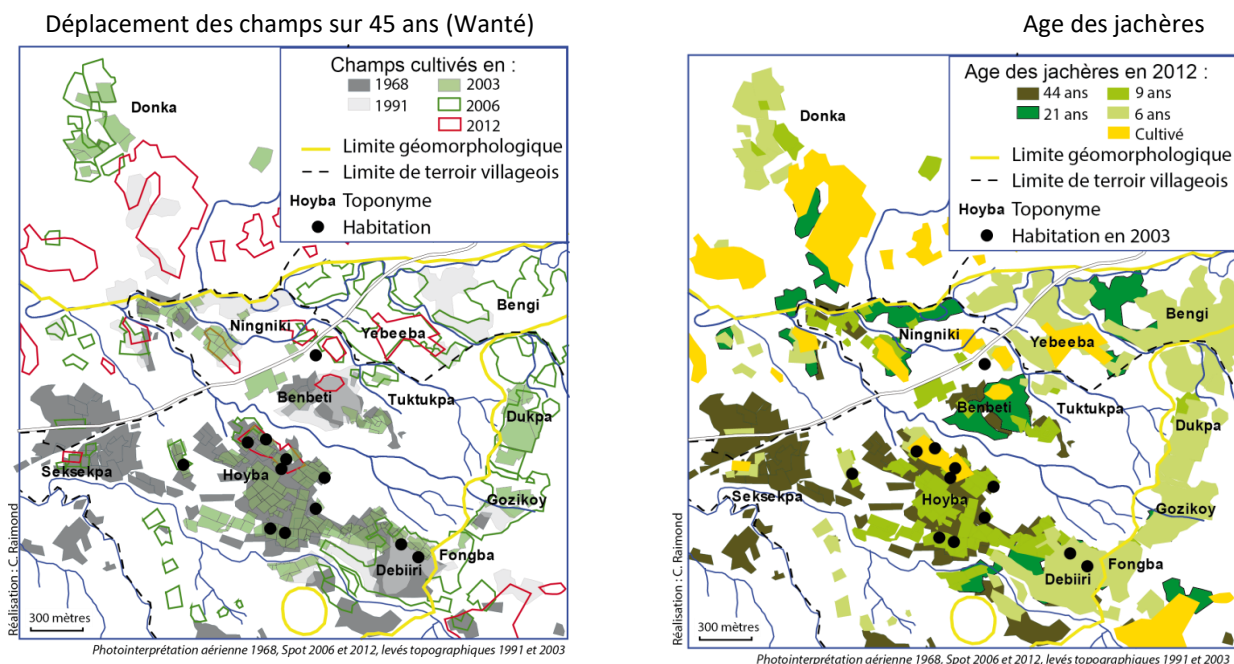 Déplacement des champs sur 45 ans (Wanté)
Champs cultivés en :
1968
2003
1991
2006
2012
Limite géomorphologique
Limite de terroir villageois
Hoyba Toponyme
Habitation
Donka
Bengi
Ningniki
Yebeeba
Benbeti
Tuktukpa
Dukpa
Seksekpa
Hoyba
Gozikoy
Fongba
Debiiri
300 mètres
Réalisation : C. Raimond
Photointerprétation aérienne 1968, Spot 2006 et 2012, levés topographiques 1991 et 2003
Age des jachères
Age des jachères en 2012 :
44 ans
9 ans
21 ans
6 ans
Cultivé
Limite géomorphologique
Limite de terroir villageois
Hoyba Toponyme
Habitation en 2003
Donka
Bengi
Ningniki
Yebeeba
Benbeti
Tuktukpa
Dukpa
Seksekpa
Hoyba
Gozikoy
Fongba
Debiiri
300 mètres
Réalisation : C. Raimond
Photointerprétation aérienne 1968, Spot 2006 et 2012, levés topographiques 1991 et 2003